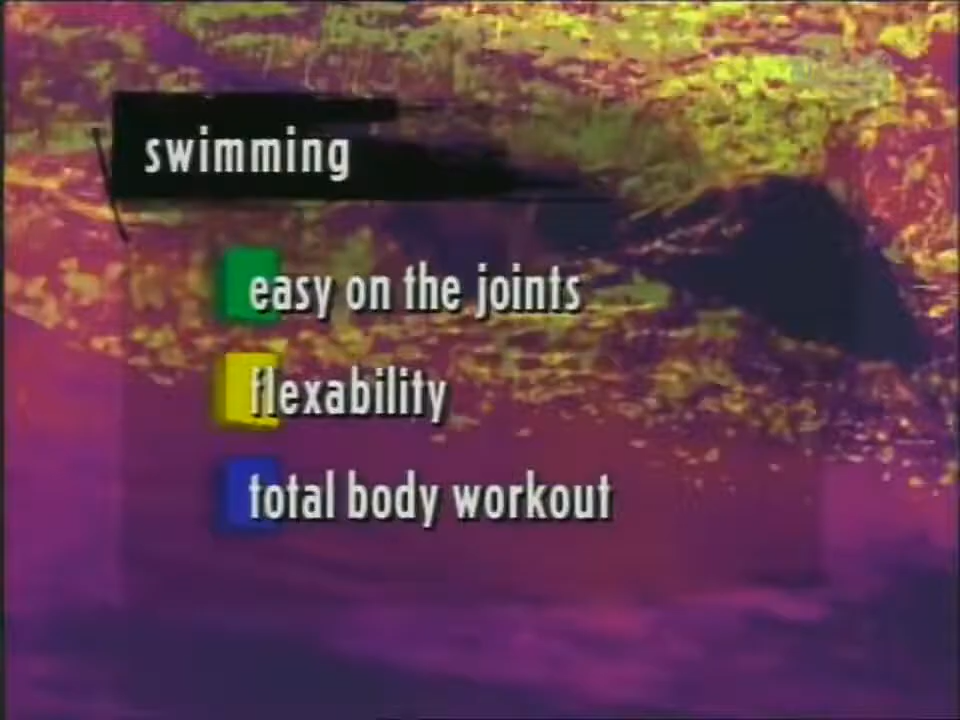 swimming
easy on the joints
flexability
total body workout